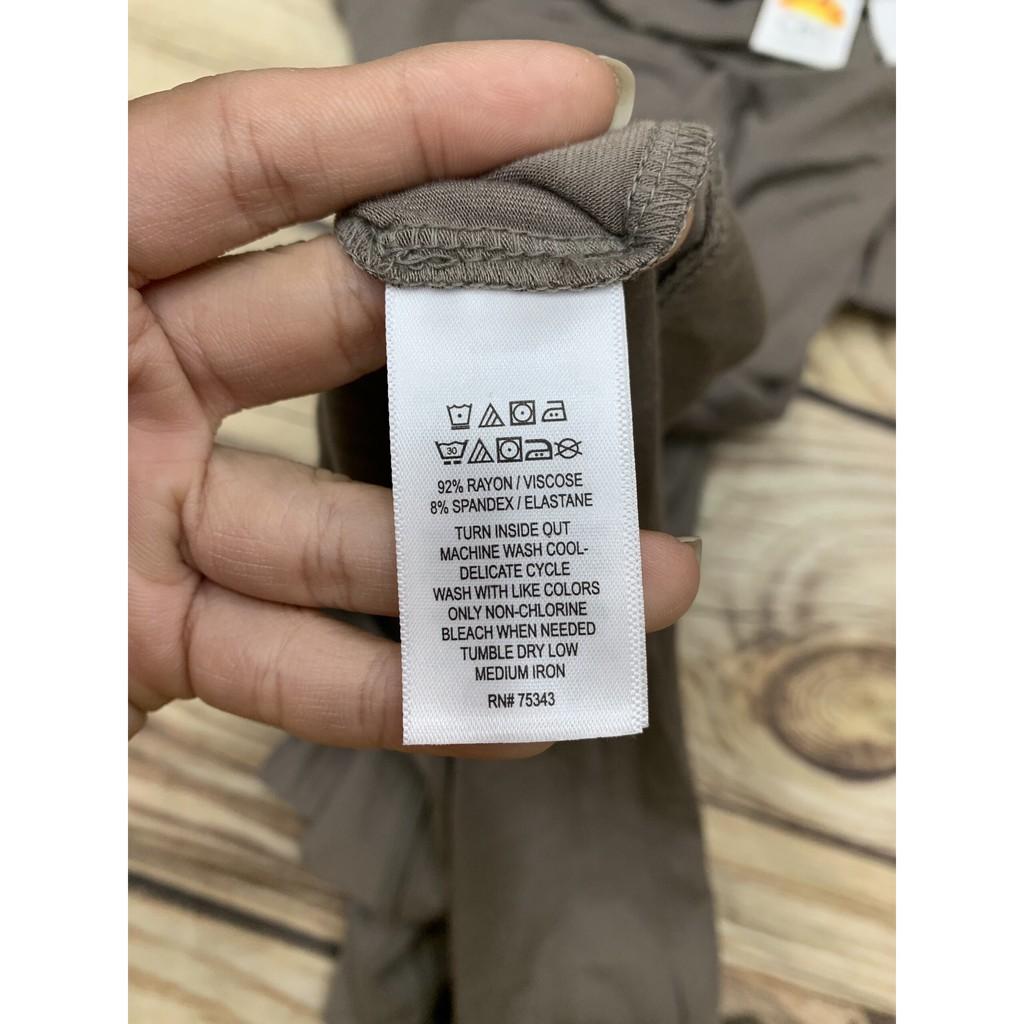 30
92% RAYON / VISCOSE
8% SPANDEX / ELASTANE
TURN INSIDE OUT
MACHINE WASH COOL-
DELICATE CYCLE
WASH WITH LIKE COLORS
ONLY NON-CHLORINE
BLEACH WHEN NEEDED
TUMBLE DRY LOW
MEDIUM IRON
RN# 75343